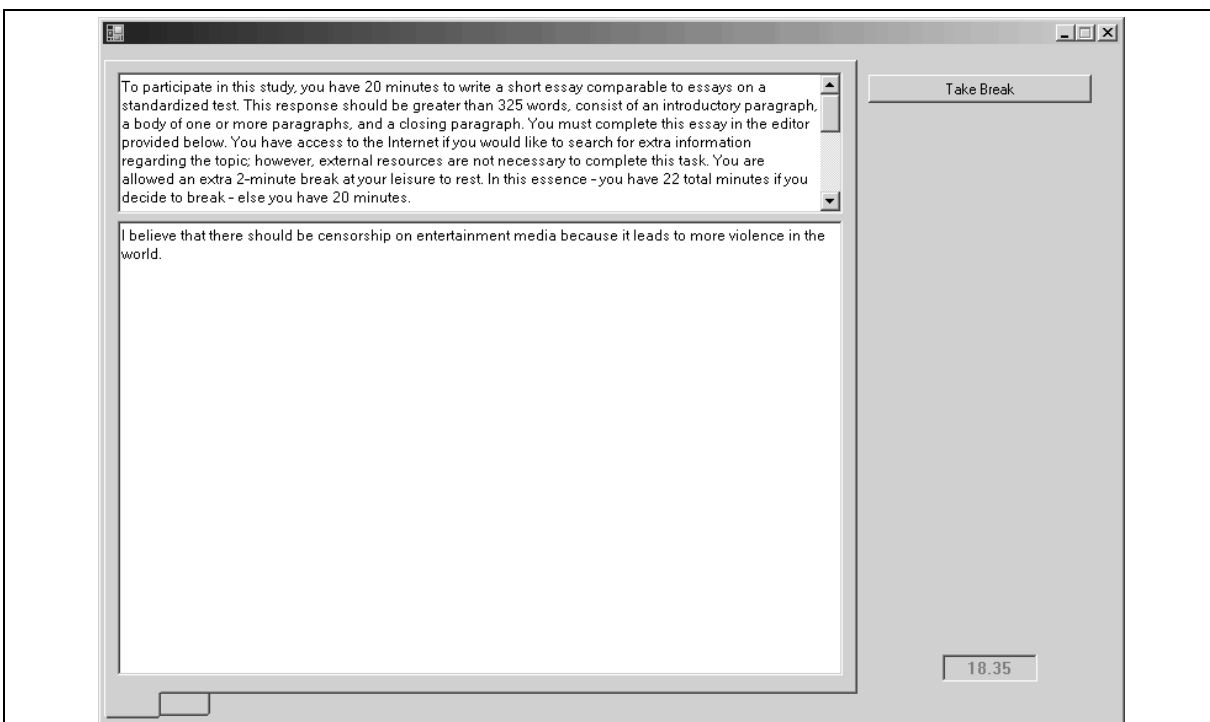 To participate in this study, you have 20 minutes to write a short essay comparable to essays on a
standardized test. This response should be greater than 325 words, consist of an introductory paragraph,
a body of one or more paragraphs, and a closing paragraph. You must complete this essay in the editor
provided below. You have access to the Internet if you would like to search for extra information
regarding the topic; however, external resources are not necessary to complete this task. You are
allowed an extra 2-minute break at your leisure to rest. In this essence - you have 22 total minutes if you
decide to break - else you have 20 minutes.
Take Break
I believe that there should be censorship on entertainment media because it leads to more violence in the
world.
18.35